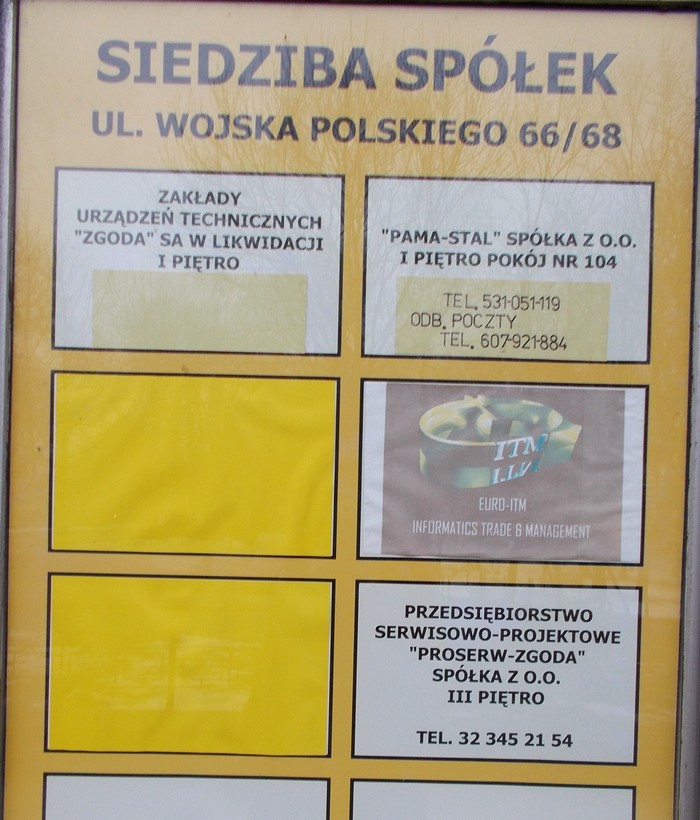 SIEDZIBA SPÓŁEK
UL. WOJSKA POLSKIEGO 66/68
ZAKŁADY
URZĄDZEŃ TECHNICZNYCH
"ZGODA" SA W LIKWIDACJI
I PIĘTRO
"PAMA-STAL" SPÓŁKA Z O.O.
I PIĘTRO POKÓJ NR 104
TEL. 531-051-119
ODB. POCZTY
TEL. 607-921-884
ITM
EURO-ITM
INFORMATICS TRADE & MANAGEMENT
PRZEDSIĘBIORSTWO
SERWISOWO-PROJEKTOWE
"PROSERW-ZGODA"
SPÓŁKA Z O.O.
III PIĘTRO
TEL. 32 345 21 54